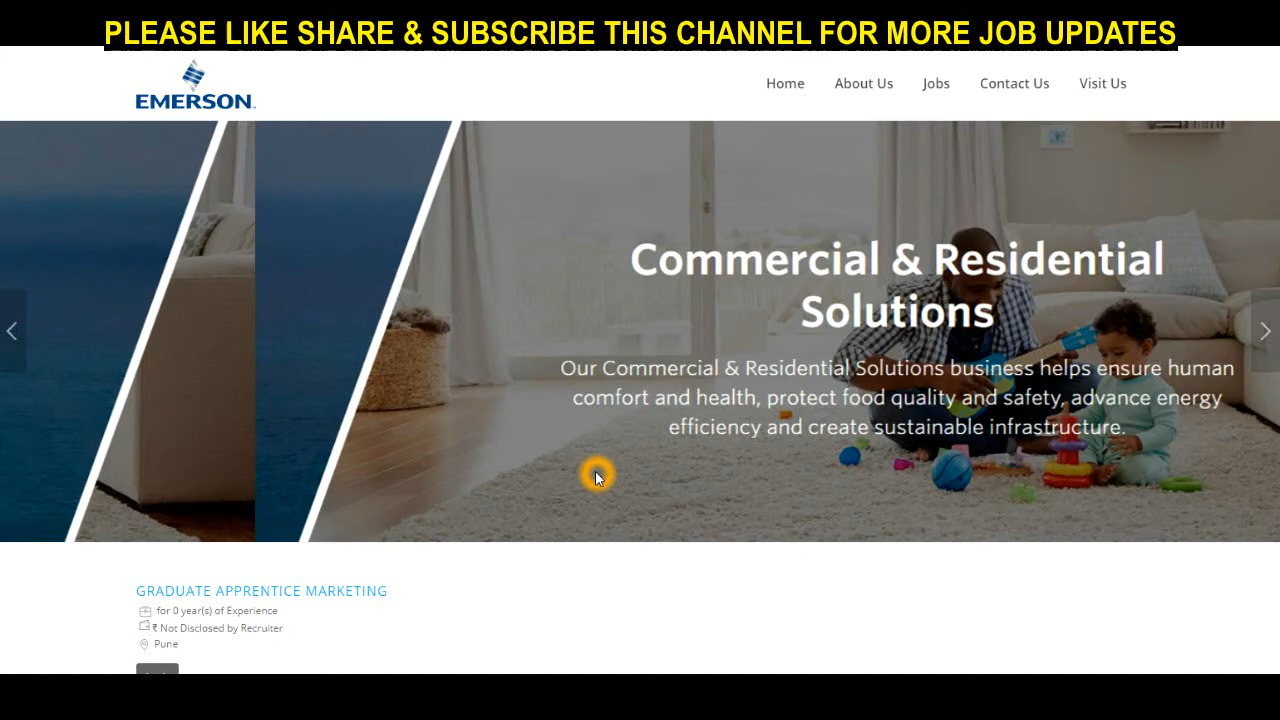 PLEASE LIKE SHARE & SUBSCRIBE THIS CHANNEL FOR MORE JOB UPDATES
EMERSON
Home About Us Jobs Contact Us Visit Us
Commercial & Residential
Solutions
Our Commercial & Residential Solutions business helps ensure human
comfort and health, protect food quality and safety, advance energy
efficiency and create sustainable infrastructure.
GRADUATE APPRENTICE MARKETING
for 0 year(s) of Experience
₹ Not Disclosed by Recruiter
Pune